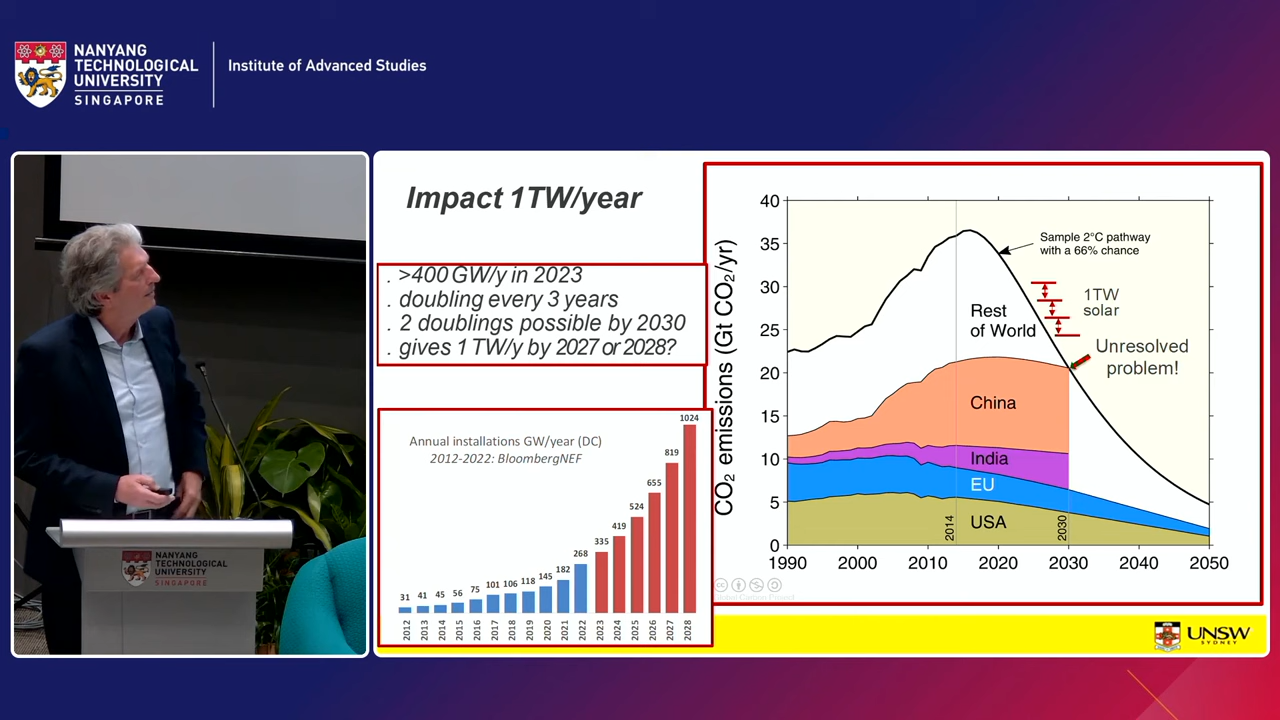 NANYANG
TECHNOLOGICAL
UNIVERSITY
SINGAPORE
Institute of Advanced Studies
NANYANG
TECHNOLOGICAL
UNIVERSITY
SINGAPORE
Impact 1TW/year
. >400 GW/y in 2023
. doubling every 3 years
. 2 doublings possible by 2030
. gives 1 TW/y by 2027 or 2028?
Annual installations GW/year (DC)
2012-2022: BloombergNEF
31 41 45 56 75 101 106 118 145 182 268 335 419 524 655 819 1024
2012 2013 2014 2015 2016 2017 2018 2019 2020 2021 2022 2023 2024 2025 2026 2027 2028
CO₂ emissions (Gt CO₂/yr)
40
35
30
25
20
15
10
5
0
Sample 2°C pathway
with a 66% chance
1TW
solar
Rest
of World
Unresolved
problem!
China
India
EU
USA
2014
2030
1990 2000 2010 2020 2030 2040 2050
Global Carbon Project
UNSW
SYDNEY